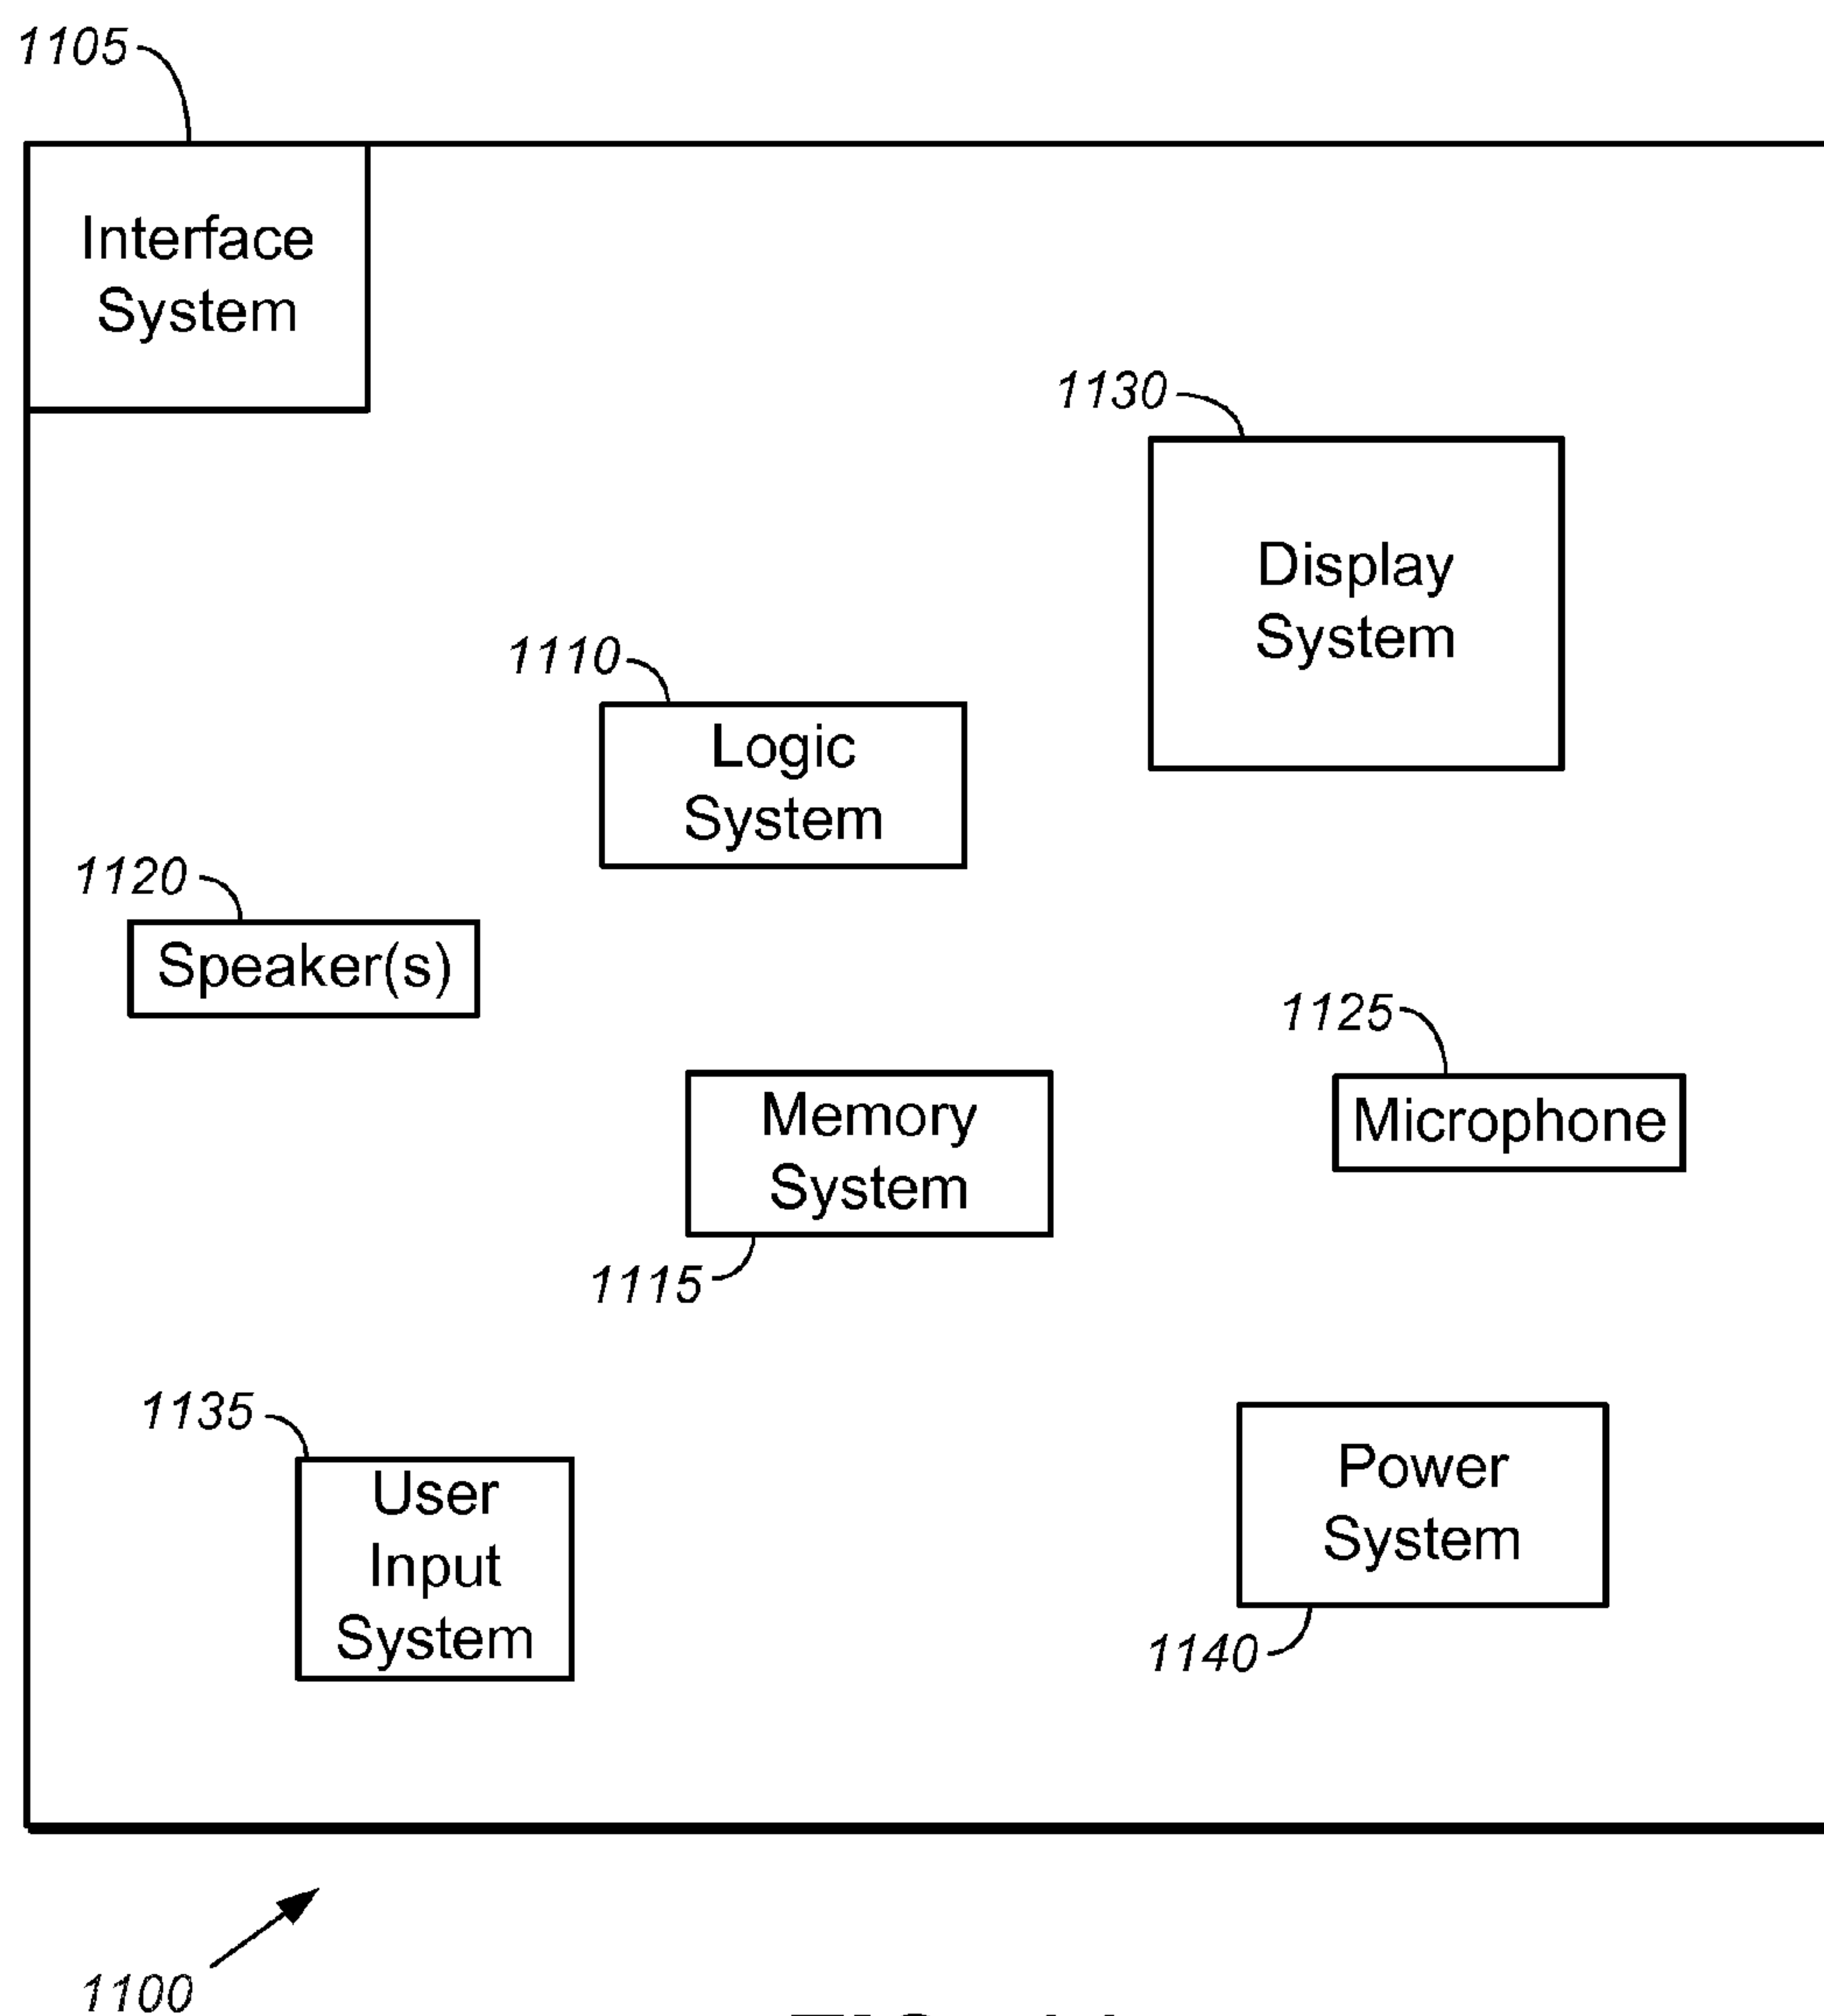 1105
Interface
System
1130
Display
System
1110
Logic
System
1120
Speaker(s)
1125
Microphone
Memory
System
1115
1135
User
Input
System
Power
System
1140
1100